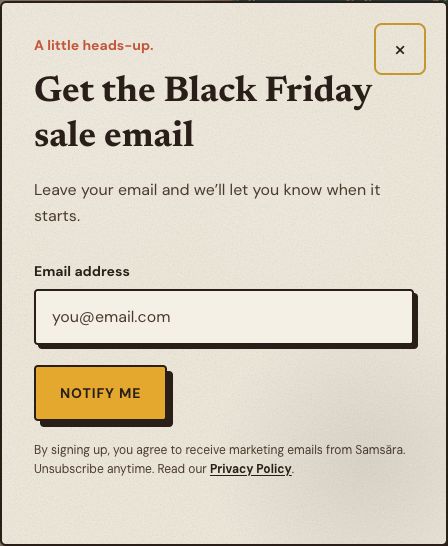 A little heads-up.
×
Get the Black Friday
sale email
Leave your email and we’ll let you know when it
starts.
Email address
you@email.com
NOTIFY ME
By signing up, you agree to receive marketing emails from Samsāra.
Unsubscribe anytime. Read our Privacy Policy.